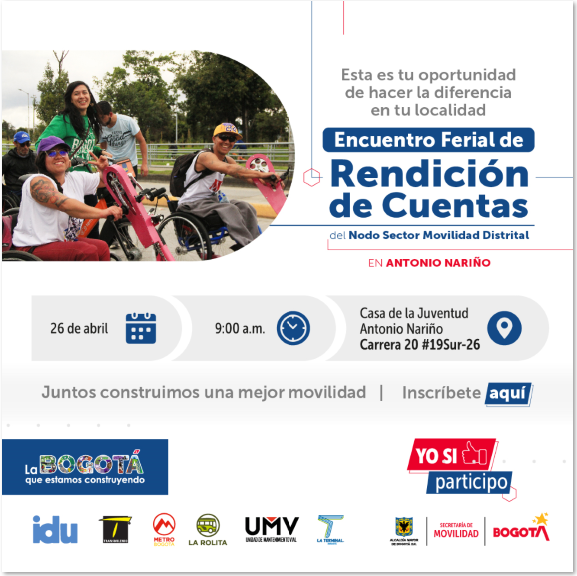 Esta es tu oportunidad
de hacer la diferencia
en tu localidad
Encuentro Ferial de
Rendición
de Cuentas
del Nodo Sector Movilidad Distrital
EN ANTONIO NARIÑO
26 de abril
9:00 a.m.
Casa de la Juventud
Antonio Nariño
Carrera 20 #19Sur-26
Juntos construimos una mejor movilidad | Inscríbete aquí
La BOGOTÁ
que estamos construyendo
YO SI
participo
idu
TRANSMILENIO
METRO
BOGOTÁ
LA ROLITA
UMV
UNIDAD DE MANTENIMIENTO VIAL
LA TERMINAL
ALCALDÍA MAYOR
DE BOGOTÁ D.C.
SECRETARÍA DE
MOVILIDAD
BOGOTÁ